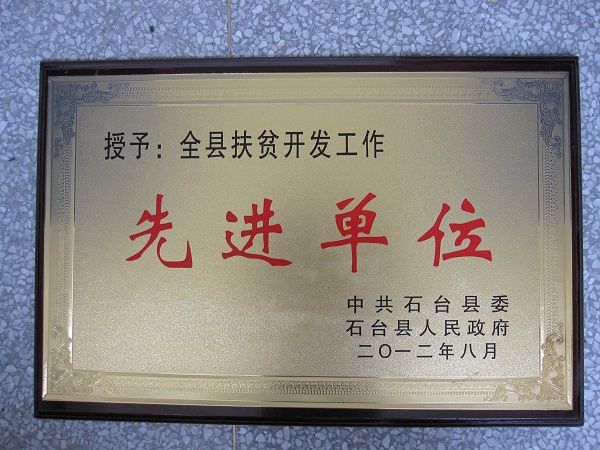 授予：全县扶贫开发工作
先进单位
中共石台县委
石台县人民政府
二〇一二年八月